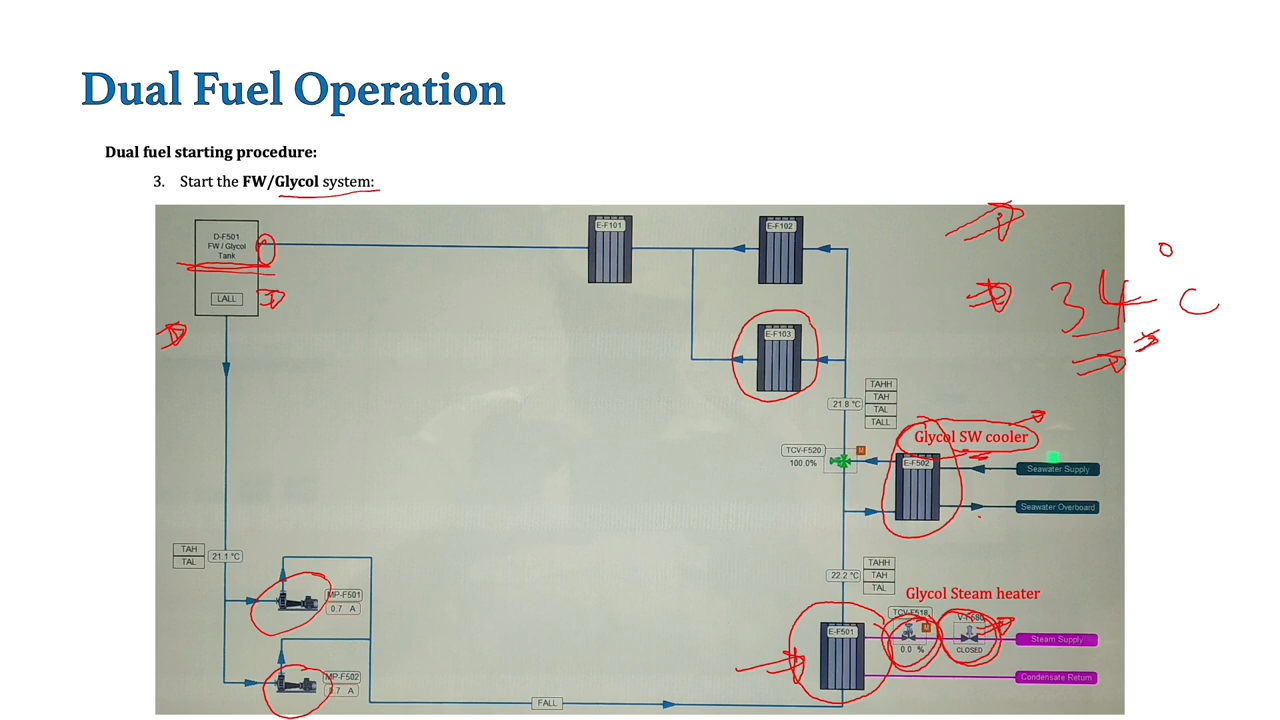 Dual Fuel Operation
Dual fuel starting procedure:
3. Start the FW/Glycol system:
D-F501
FW / Glycol
Tank
LALL
E-F101
E-F102
E-F103
34 °C
TAHH
TAH
21.8 °C
TAL
TALL
Glycol SW cooler
TCV-F520
M
100.0%
E-F502
Seawater Supply
Seawater Overboard
TAH
TAL
21.1 °C
TAHH
22.2 °C
TAH
TAL
MP-F501
0.7 A
Glycol Steam heater
TCV-F518
V-F580
M
E-F501
0.0 %
CLOSED
Steam Supply
Condensate Return
MP-F502
0.7 A
FALL